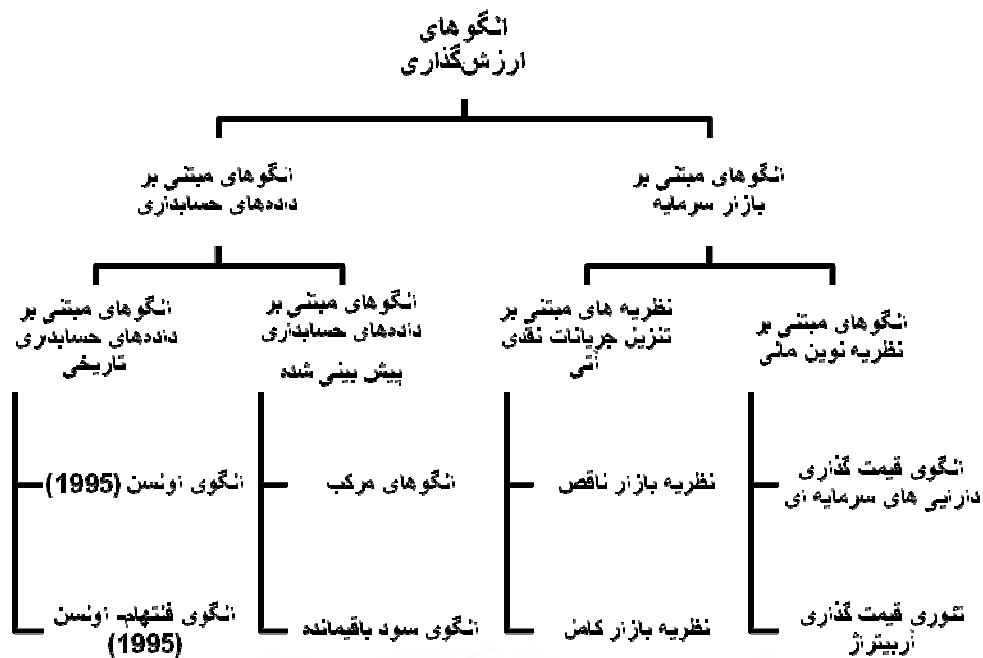 الگوهای
ارزش‌گذاری
الگوهای مبتنی بر
بازار سرمایه
الگوهای مبتنی بر
داده‌های حسابداری
الگوهای مبتنی بر
نظریه نوین مالی
نظریه های مبتنی بر
تنزیل جریانات نقدی
آتی
الگوهای مبتنی بر
داده‌های حسابداری
پیش بینی شده
الگوهای مبتنی بر
داده‌های حسابداری
تاریخی
الگوی قیمت گذاری
دارایی های سرمایه ای
نظریه بازار ناقص
الگوهای مرکب
الگوی اولسن (1995)
تئوری قیمت گذاری
آربیتراژ
نظریه بازار کامل
الگوی سود باقیمانده
الگوی فلتهام- اولسن
(1995)